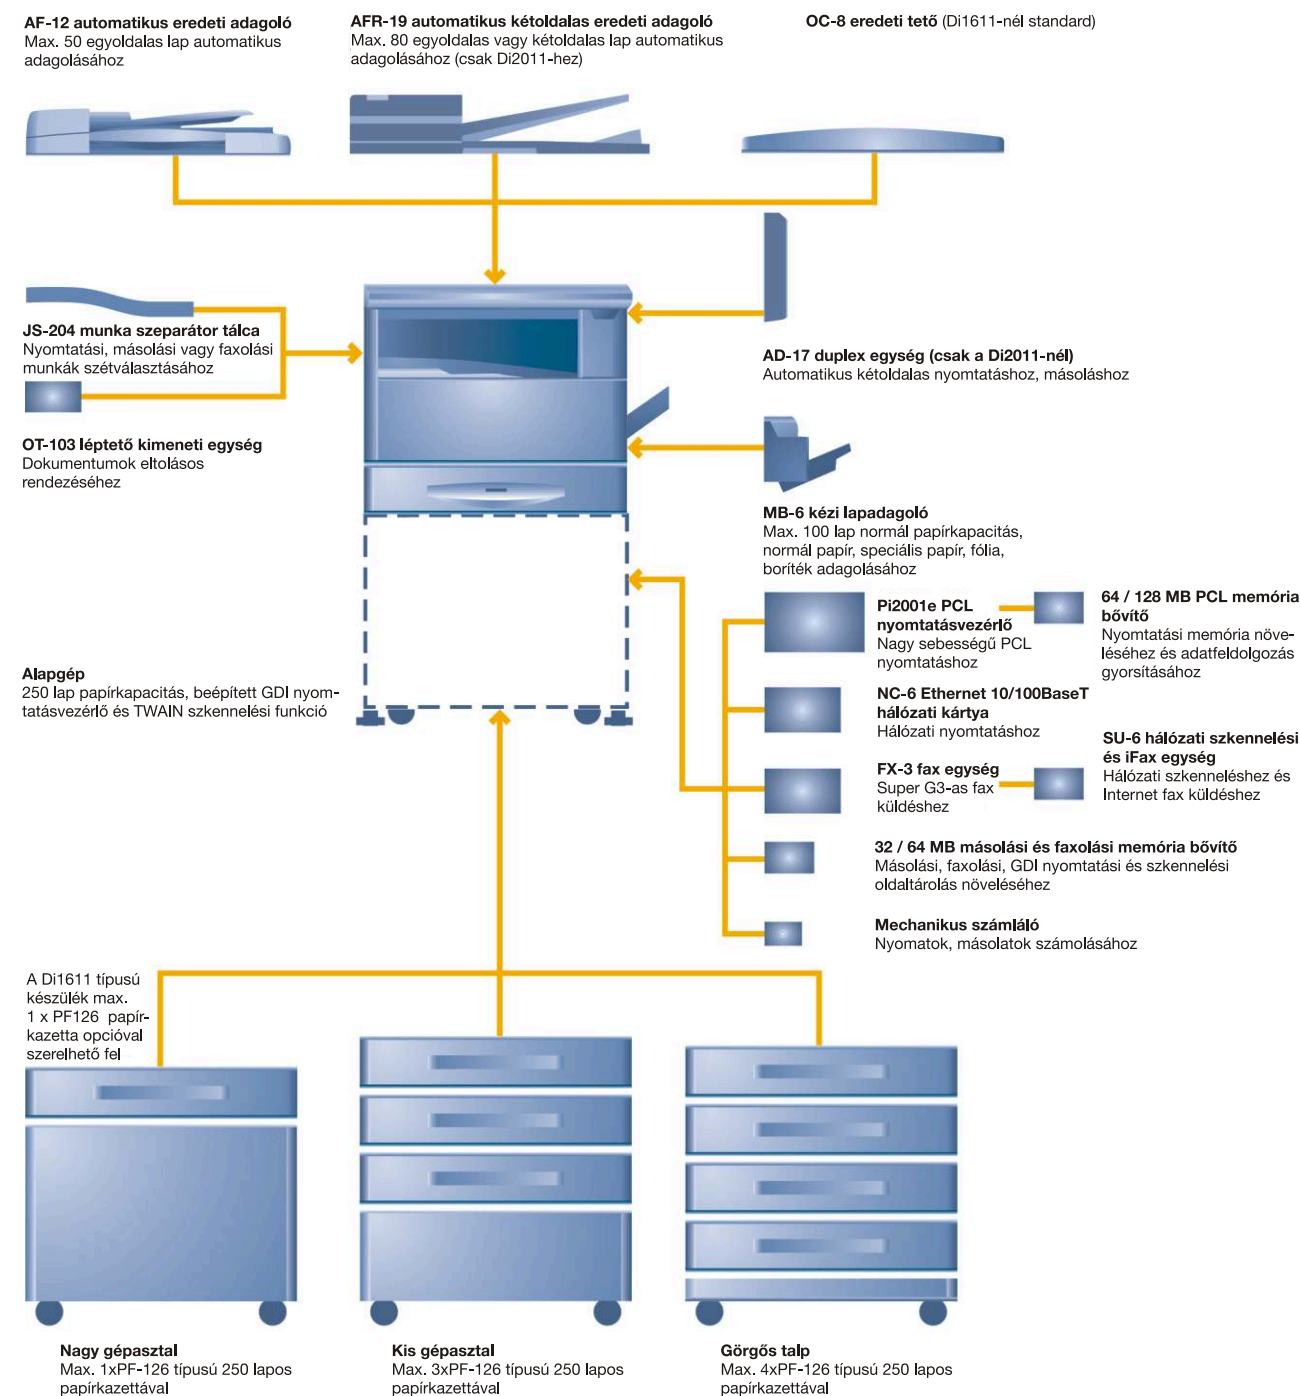 AF-12 automatikus eredeti adagoló
Max. 50 egyoldalas lap automatikus
adagolásához
AFR-19 automatikus kétoldalas eredeti adagoló
Max. 80 egyoldalas vagy kétoldalas lap automatikus
adagolásához (csak Di2011-hez)
OC-8 eredeti tető (Di1611-nél standard)
JS-204 munka szeparátor tálca
Nyomtatási, másolási vagy faxolási
munkák szétválasztásához
AD-17 duplex egység (csak a Di2011-nél)
Automatikus kétoldalas nyomtatáshoz, másoláshoz
OT-103 léptető kimeneti egység
Dokumentumok eltolásos
rendezéséhez
MB-6 kézi lapadagoló
Max. 100 lap normál papírkapacitás,
normál papír, speciális papír, fólia,
boríték adagolásához
Pi2001e PCL
nyomtatásvezérlő
Nagy sebességű PCL
nyomtatáshoz
64 / 128 MB PCL memória
bővítő
Nyomtatási memória növe-
léséhez és adatfeldolgozás
gyorsításához
Alapgép
250 lap papírkapacitás, beépített GDI nyom-
tatásvezérlő és TWAIN szkennelési funkció
NC-6 Ethernet 10/100BaseT
hálózati kártya
Hálózati nyomtatáshoz
FX-3 fax egység
Super G3-as fax
küldéshez
SU-6 hálózati szkennelési
és iFax egység
Hálózati szkenneléshez és
Internet fax küldéshez
32 / 64 MB másolási és faxolási memória bővítő
Másolási, faxolási, GDI nyomtatási és szkennelési
oldaltárolás növeléséhez
Mechanikus számláló
Nyomatok, másolatok számolásához
A Di1611 típusú
készülék max.
1 x PF126 papír-
kazetta opcióval
szerelhető fel
Nagy gépasztal
Max. 1xPF-126 típusú 250 lapos
papírkazettával
Kis gépasztal
Max. 3xPF-126 típusú 250 lapos
papírkazettával
Görgős talp
Max. 4xPF-126 típusú 250 lapos
papírkazettával